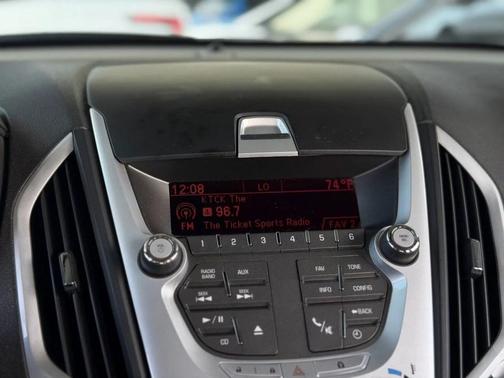 12:08 LO 74°F
KTCK The
96.7
FM The Ticket Sports Radio FAV 2
1 2 3 4 5 6
RADIO BAND AUX FAV TONE
SEEK SEEK INFO CONFIG
BACK
CD